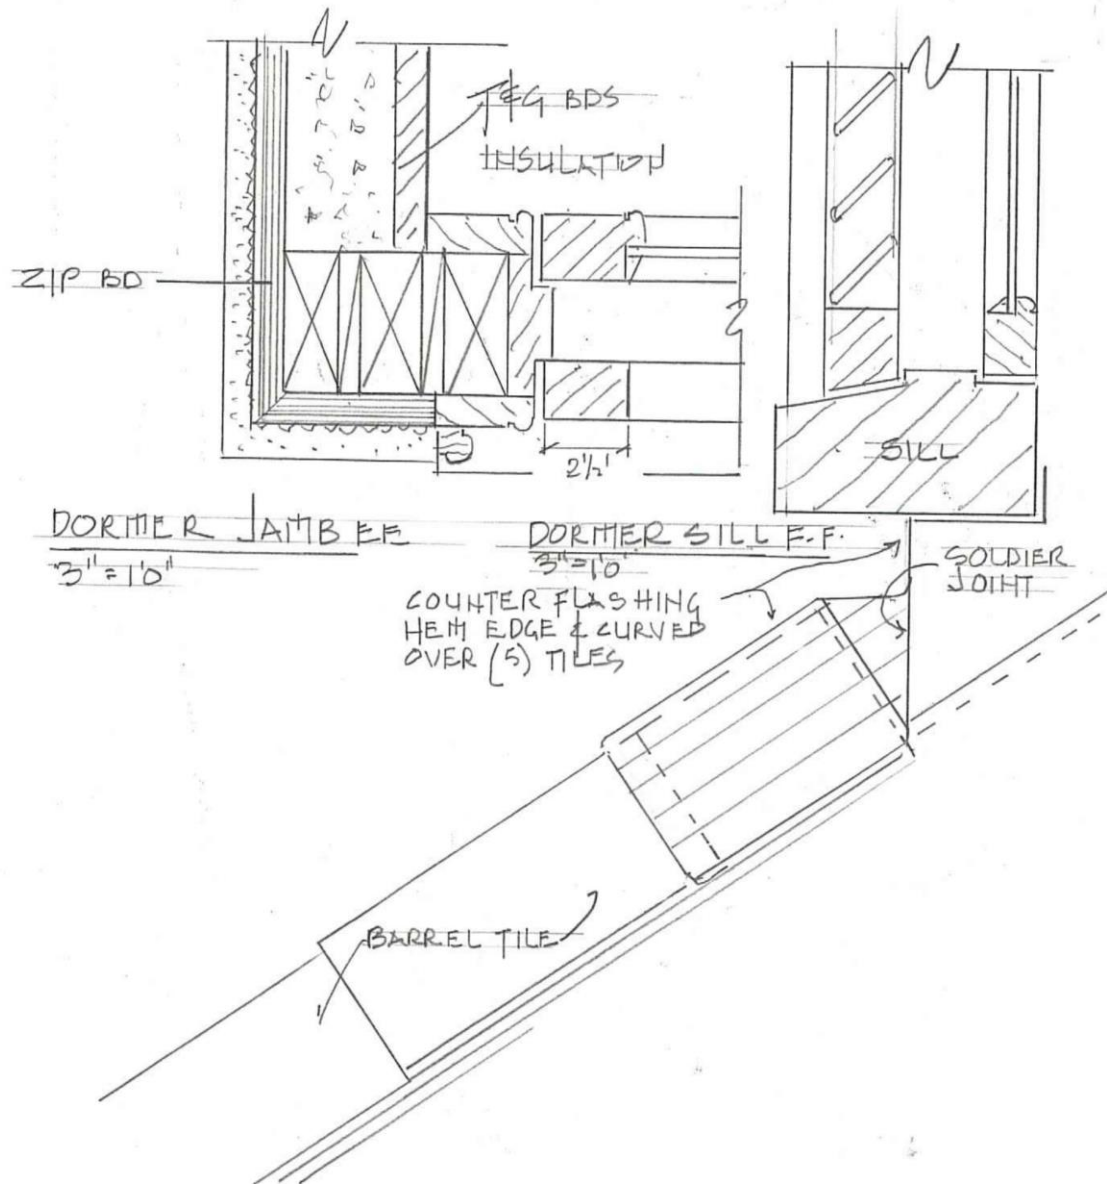 T&G BDS
INSULATION
ZIP BD
2½'
SILL
DORMER JAMB EE
3"=1'0"
DORMER SILL F.F.
3"=1'0"
COUNTER FLASHING
HEM EDGE & CURVED
OVER (5) TILES
SOLDIER
JOINT
BARREL TILE